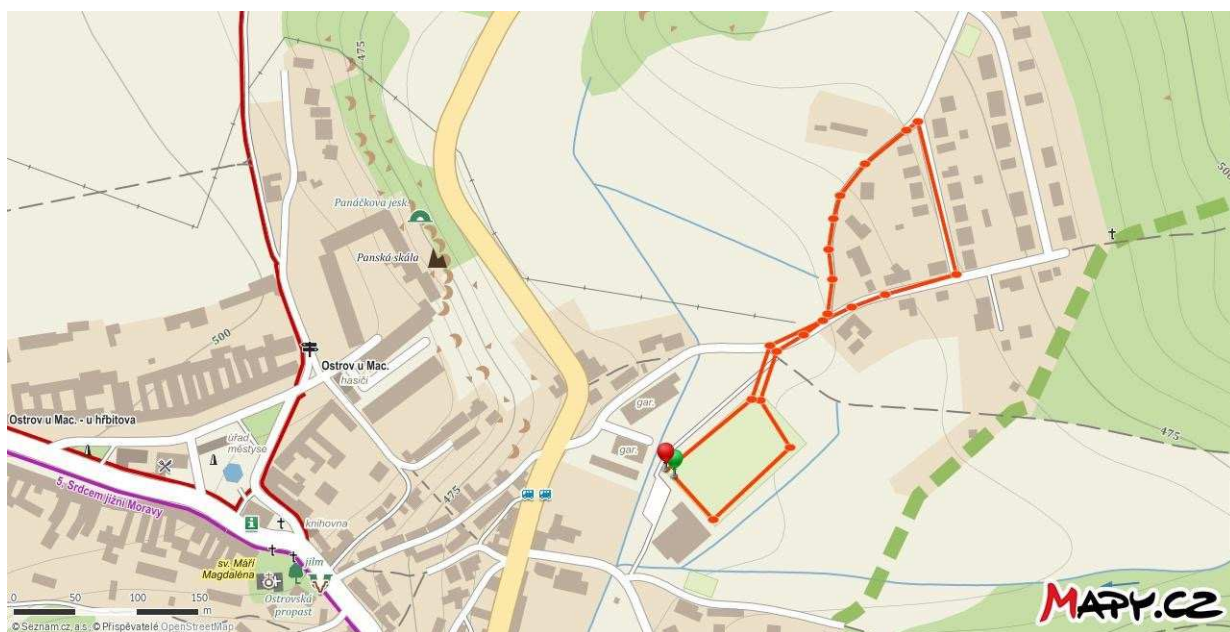 475
500
Panáčkova jesk.
Panská skála
500
Ostrov u Mac.
hasiči
Ostrov u Mac. - u hřbitova
úřad
městyse
gar.
gar.
475
475
5. Srdcem jižní Moravy
knihovna
jilm
sv. Máří
Magdaléna
Ostrovská
propast
0 50 100 150
m
© Seznam.cz, a.s., © Přispěvatelé OpenStreetMap
MAPY.CZ